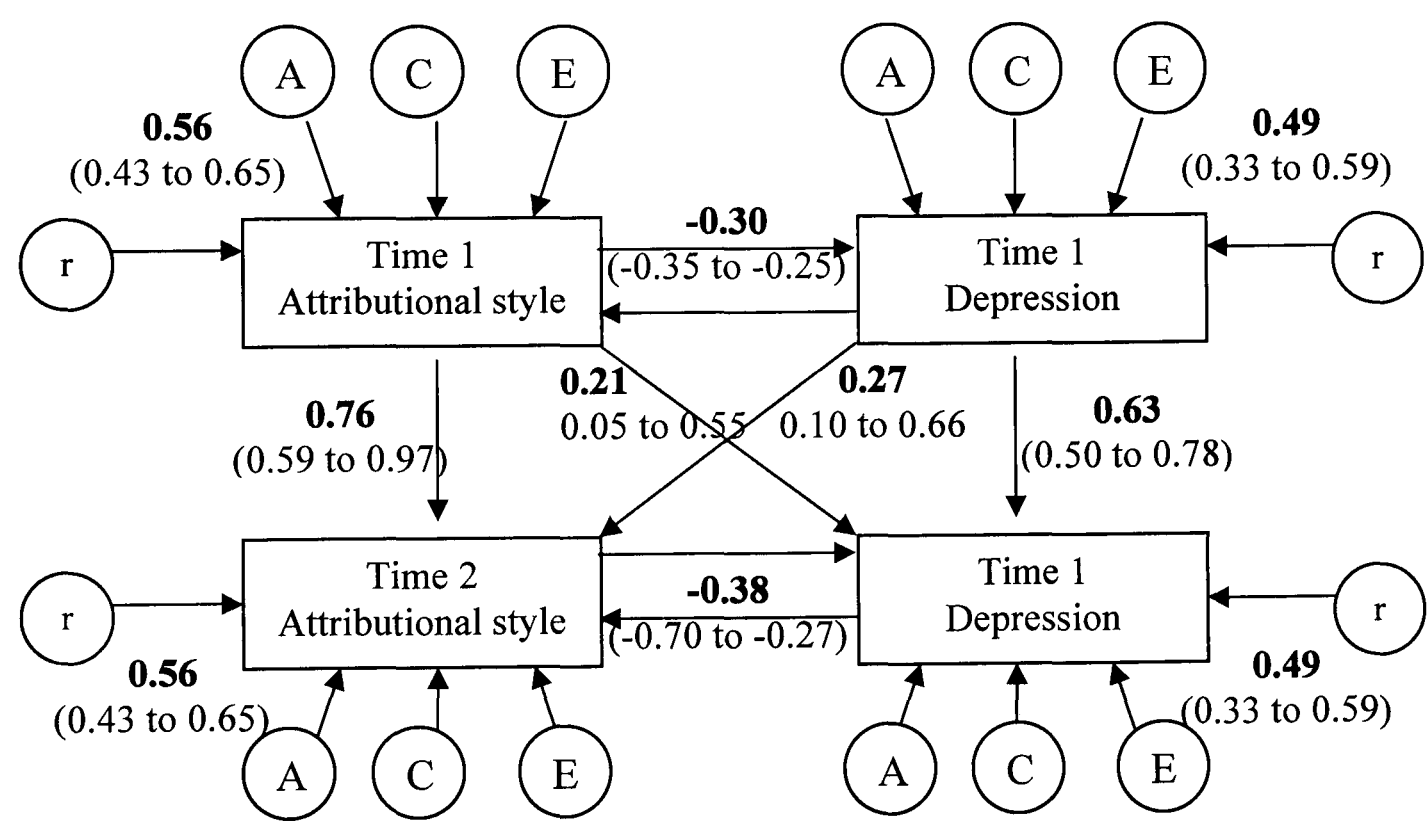 A C E A C E
0.56
(0.43 to 0.65)
0.49
(0.33 to 0.59)
r
Time 1
Attributional style
-0.30
(-0.35 to -0.25)
Time 1
Depression
r
0.76
(0.59 to 0.97)
0.21
0.05 to 0.55
0.27
0.10 to 0.66
0.63
(0.50 to 0.78)
r
Time 2
Attributional style
-0.38
(-0.70 to -0.27)
Time 1
Depression
r
0.56
(0.43 to 0.65)
0.49
(0.33 to 0.59)
A C E A C E